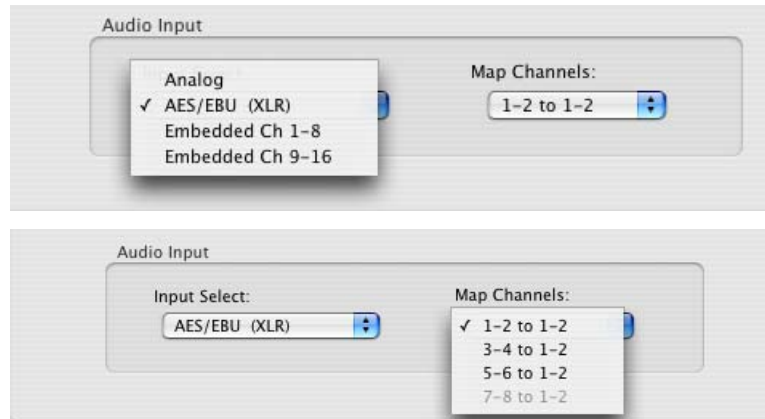 Audio Input
Analog
Map Channels:
✓ AES/EBU (XLR)
1-2 to 1-2
Embedded Ch 1-8
Embedded Ch 9-16
Audio Input
Input Select:
Map Channels:
AES/EBU (XLR)
✓ 1-2 to 1-2
3-4 to 1-2
5-6 to 1-2
7-8 to 1-2